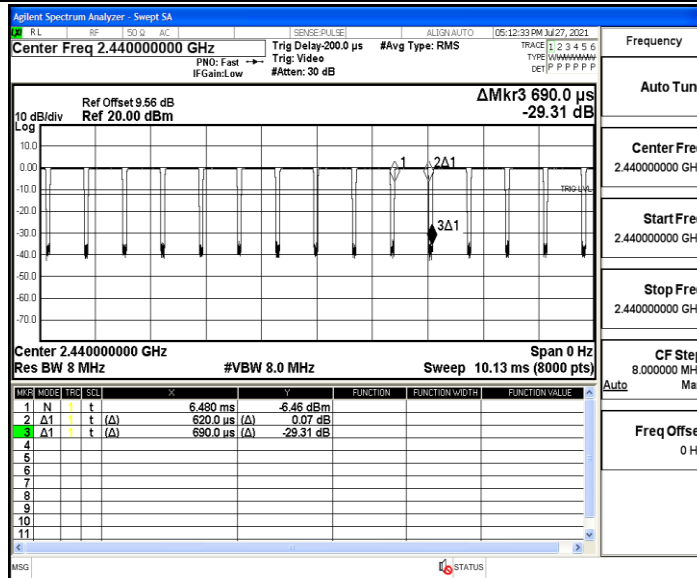 Agilent Spectrum Analyzer - Swept SA
RL RF 50 Ω AC SENSE:PULSE ALIGN AUTO 05:12:33 PM Jul 27, 2021
Center Freq 2.440000000 GHz
PNO: Fast
IFGain:Low
Trig Delay-200.0 µs
Trig: Video
#Atten: 30 dB
#Avg Type: RMS
TRACE 1 2 3 4 5 6
TYPE WWWWWW
DET P P P P P P
Ref Offset 9.56 dB
10 dB/div Ref 20.00 dBm
Log
ΔMkr3 690.0 µs
-29.31 dB
10.0
0.00
-10.0
-20.0
-30.0
-40.0
-50.0
-60.0
-70.0
1 2Δ1
TRIG LVL
3Δ1
Center 2.440000000 GHz Span 0 Hz
Res BW 8 MHz #VBW 8.0 MHz Sweep 10.13 ms (8000 pts)
MKR MODE TRC SCL X Y FUNCTION FUNCTION WIDTH FUNCTION VALUE
1 N 1 t 6.480 ms -6.46 dBm
2 Δ1 1 t (Δ) 620.0 µs (Δ) 0.07 dB
3 Δ1 1 t (Δ) 690.0 µs (Δ) -29.31 dB
4
5
6
7
8
9
10
11
MSG STATUS
Frequency
Auto Tun
Center Fre
2.440000000 GH
Start Fre
2.440000000 GH
Stop Fre
2.440000000 GH
CF Step
8.000000 MH
Auto Ma
Freq Offse
0 H